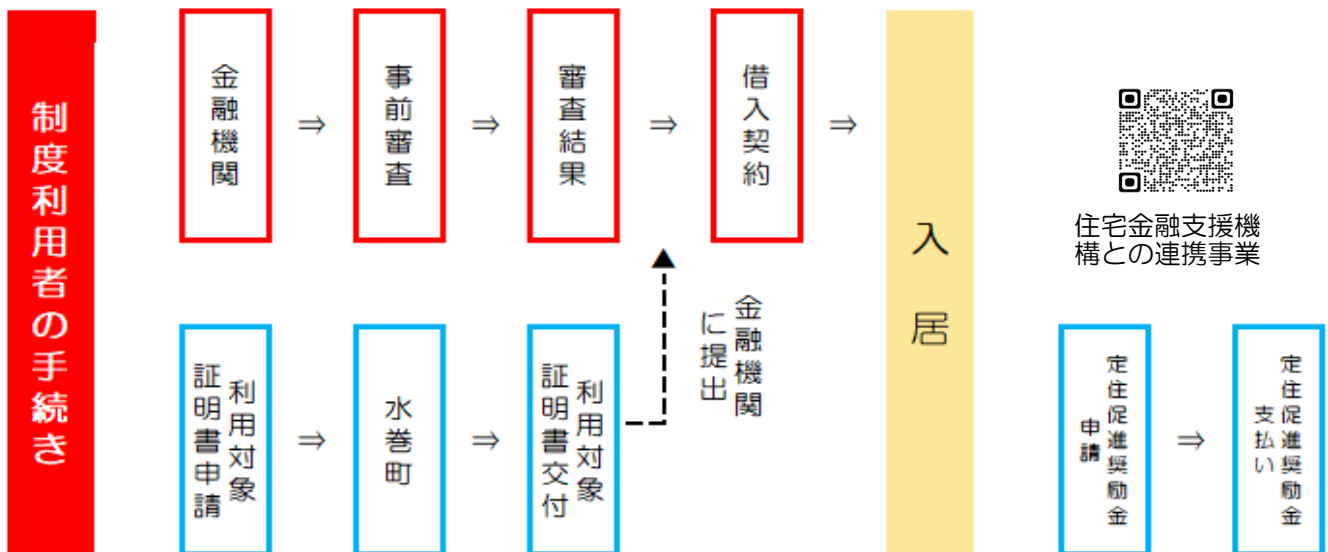 制度利用者の手続き
金融機関
⇒
事前審査
⇒
審査結果
⇒
借入契約
⇒
入居
住宅金融支援機
構との連携事業
利用対象
証明書申請
⇒
水巻町
⇒
利用対象
証明書交付
金融機関
に提出
定住促進奨励金
申請
⇒
定住促進奨励金
支払い